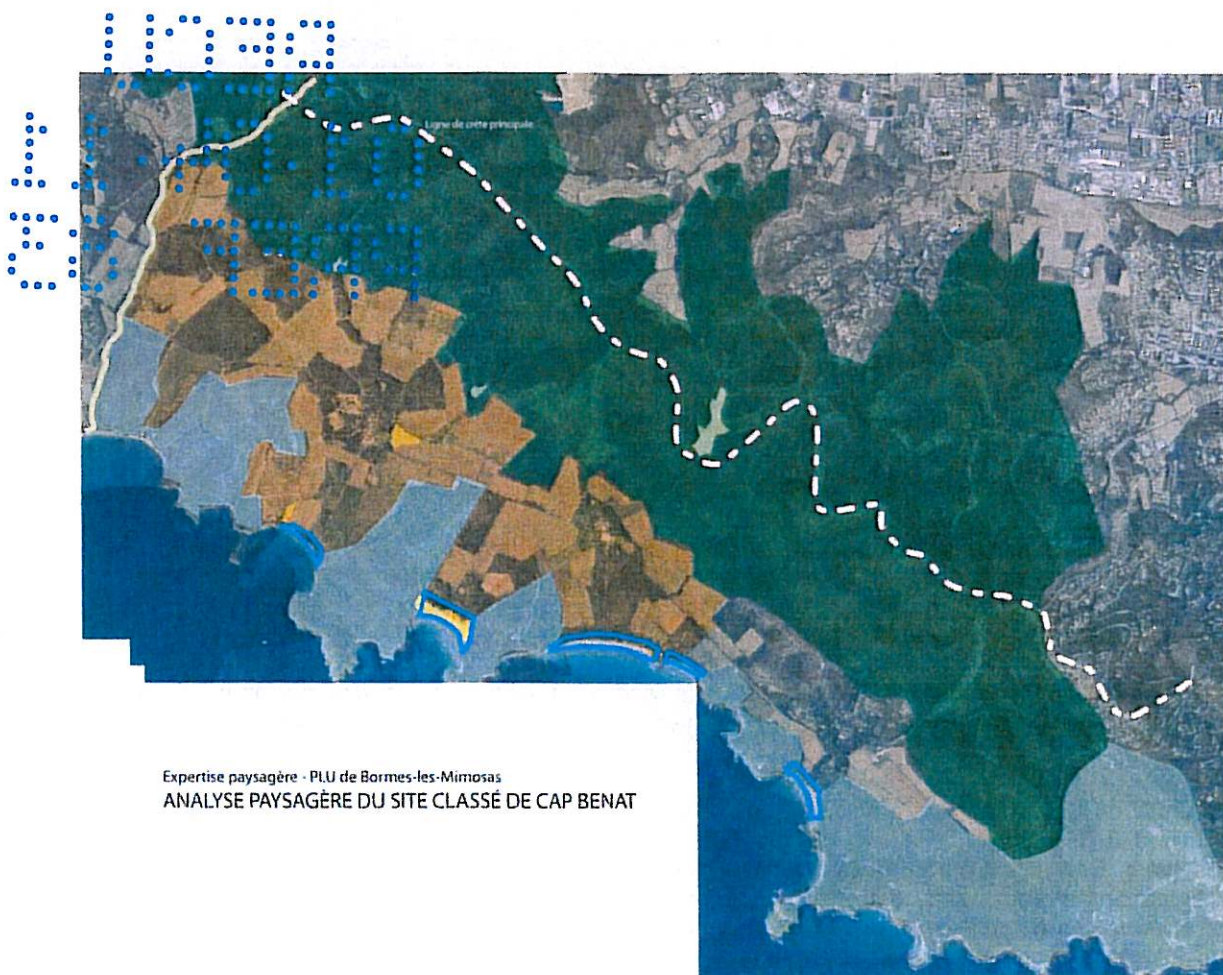 Ligne de crête principale
Expertise paysagère - PLU de Bormes-les-Mimosas
ANALYSE PAYSAGÈRE DU SITE CLASSÉ DE CAP BENAT